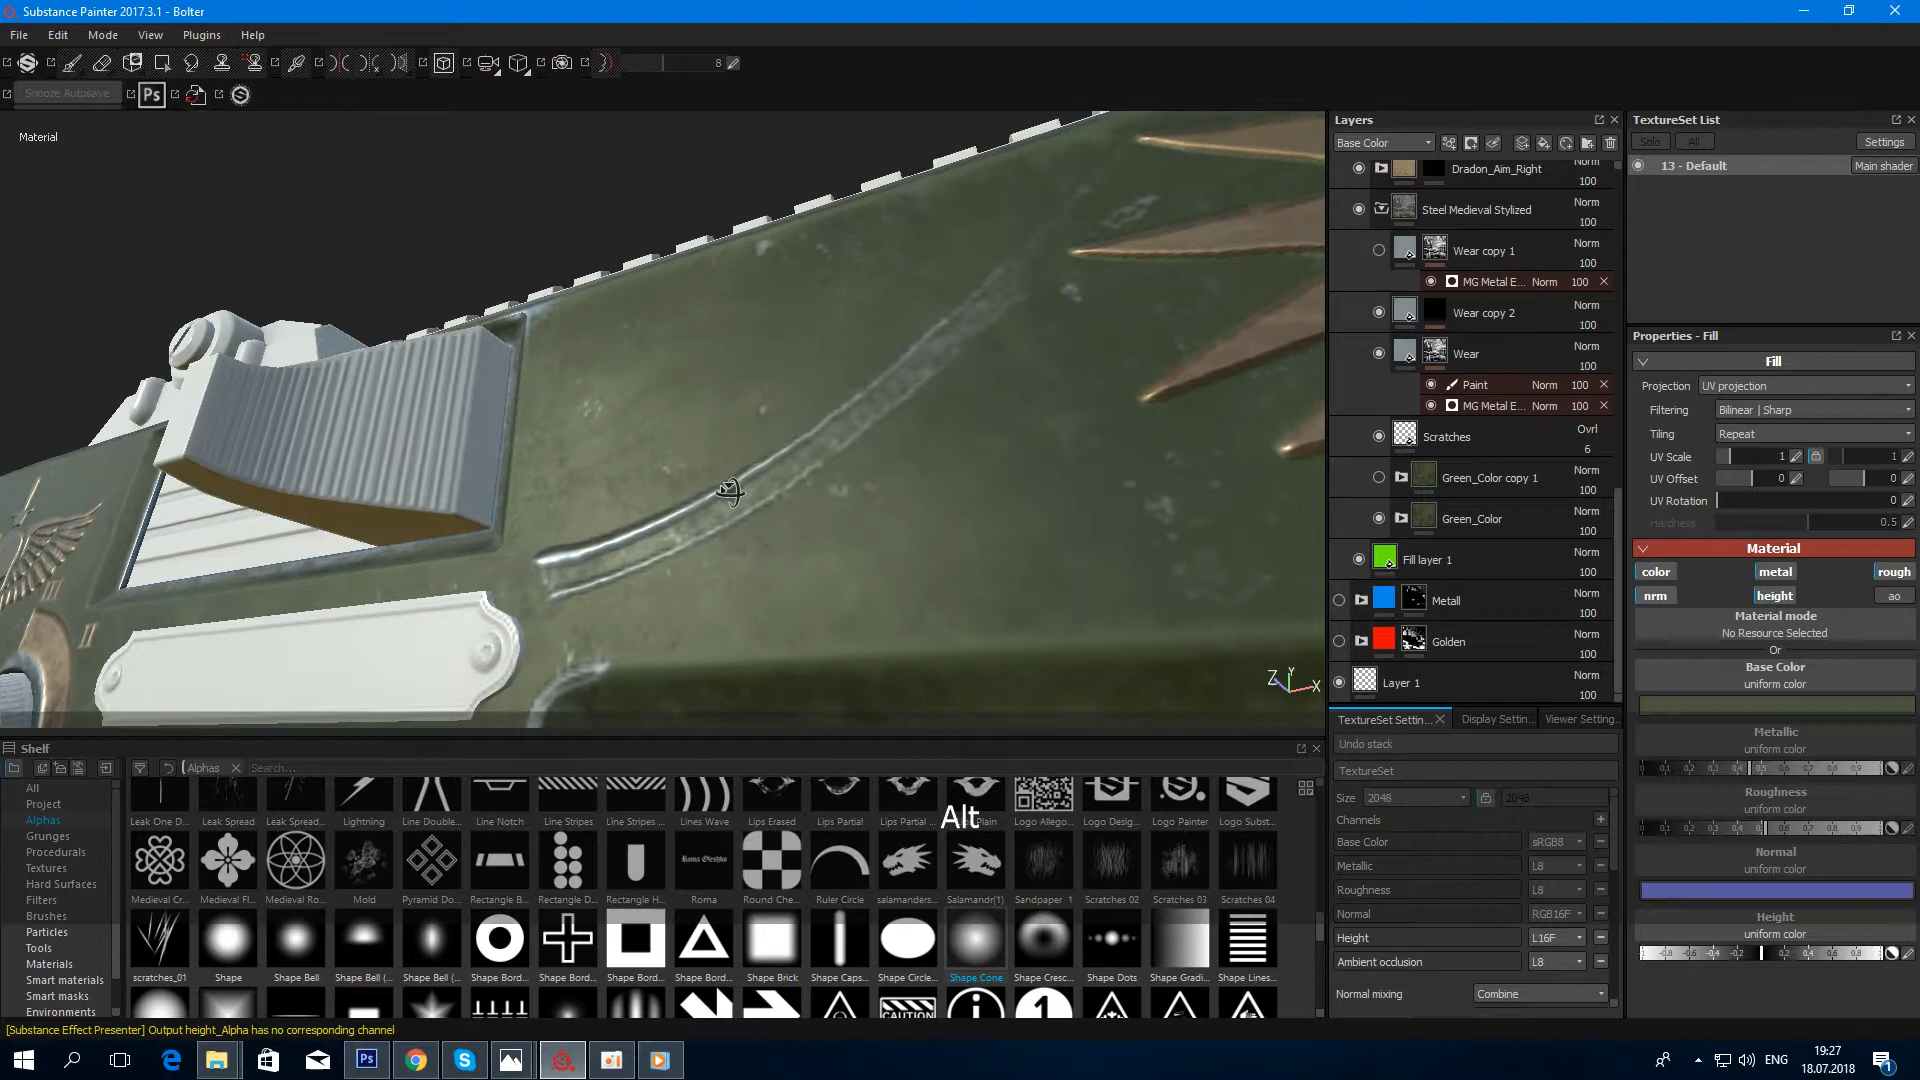 Substance Painter 2017.3.1 - Bolter
File Edit Mode View Plugins Help
8
Snooze Autosave
Ps
Material
II
Z Y X
Layers
Base Color
Dradon_Aim_Right Norm 100
Steel Medieval Stylized Norm 100
Wear copy 1 Norm 100
MG Metal E... Norm 100
Wear copy 2 Norm 100
Wear Norm 100
Paint Norm 100
MG Metal E... Norm 100
Scratches Ovrl 6
Green_Color copy 1 Norm 100
Green_Color Norm 100
Fill layer 1 Norm 100
Metall Norm 100
Golden Norm 100
Layer 1 Norm 100
TextureSet Settin... Display Settin... Viewer Setting...
Undo stack
TextureSet
Size 2048 2048
Channels
Base Color sRGB8
Metallic L8
Roughness L8
Normal RGB16F
Height L16F
Ambient occlusion L8
Normal mixing Combine
TextureSet List
Solo All Settings
13 - Default Main shader
Properties - Fill
Fill
Projection UV projection
Filtering Bilinear | Sharp
Tiling Repeat
UV Scale 1 1
UV Offset 0 0
UV Rotation 0
Hardness 0.5
Material
color metal rough
nrm height ao
Material mode
No Resource Selected
Or
Base Color
uniform color
Metallic
uniform color
Roughness
uniform color
Normal
uniform color
Height
uniform color
Shelf
Alphas Search...
All
Project
Alphas
Grunges
Procedurals
Textures
Hard Surfaces
Filters
Brushes
Particles
Tools
Materials
Smart materials
Smart masks
Environments
Leak One D... Leak Spread Leak Spread... Lightning Line Double... Line Notch Line Stripes Line Stripes ... Lines Wave Lips Erased Lips Partial Lips Partial ... Plain Logo Allego... Logo Desig... Logo Painter Logo Subst...
Alt
Medieval Cr... Medieval Fl... Medieval Ro... Mold Pyramid Do... Rectangle B... Rectangle D... Rectangle H... Roma Round Che... Ruler Circle salamanders... Salamandr(1) Sandpaper_1 Scratches 02 Scratches 03 Scratches 04
scratches_01 Shape Shape Bell Shape Bell (... Shape Bell (... Shape Bord... Shape Bord... Shape Bord... Shape Bord... Shape Brick Shape Caps... Shape Circle... Shape Cone Shape Cresc... Shape Dots Shape Gradi... Shape Lines...
CAUTION
1
[Substance Effect Presenter] Output height_Alpha has no corresponding channel
Ps
ENG
19:27
18.07.2018
1